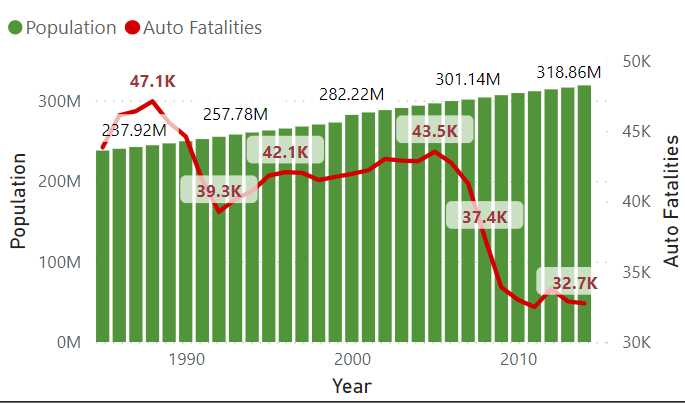 Population Auto Fatalities
50K
47.1K
318.86M
301.14M
282.22M
300M
257.78M
237.92M
45K
43.5K
42.1K
39.3K
200M
40K
37.4K
100M
35K
32.7K
0M
30K
1990
2000
2010
Year
Population
Auto Fatalities